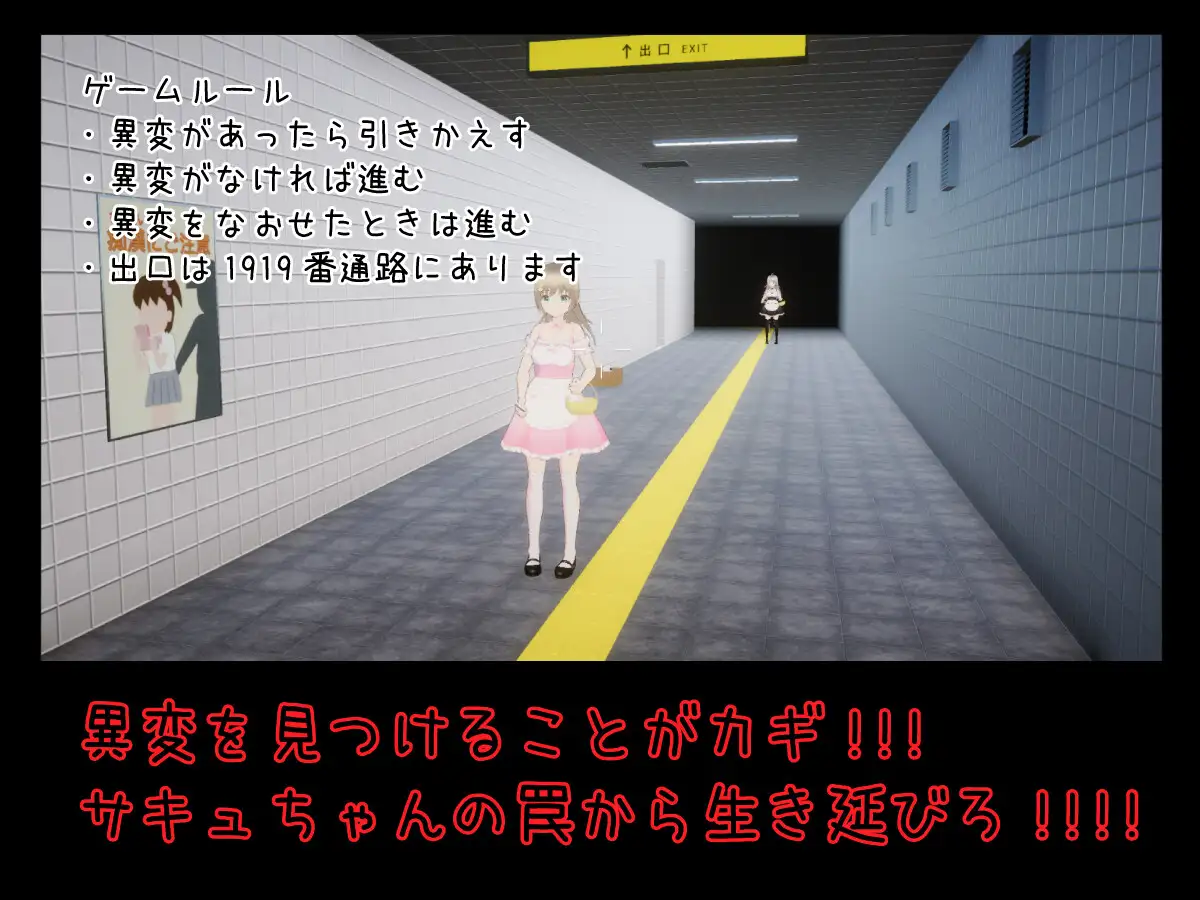 ↑出口 EXIT
ゲームルール
・異変があったら引きかえす
・異変がなければ進む
・異変をなおせたときは進む
・出口は1919番通路にあります
痴漢にご注意
異変を見つけることがカギ!!!
サキュちゃんの罠から生き延びろ!!!!